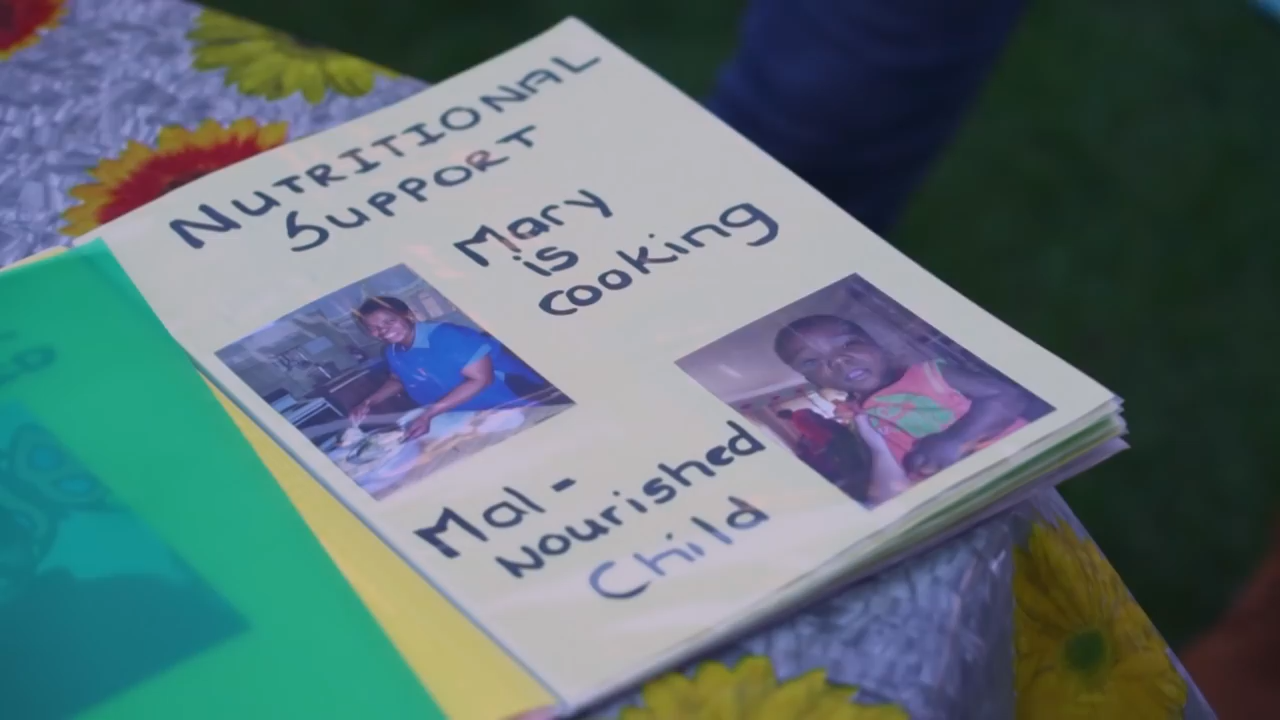 NUTRITIONAL
SUPPORT
Mary
is
cooking
Mal-
nourished
Child